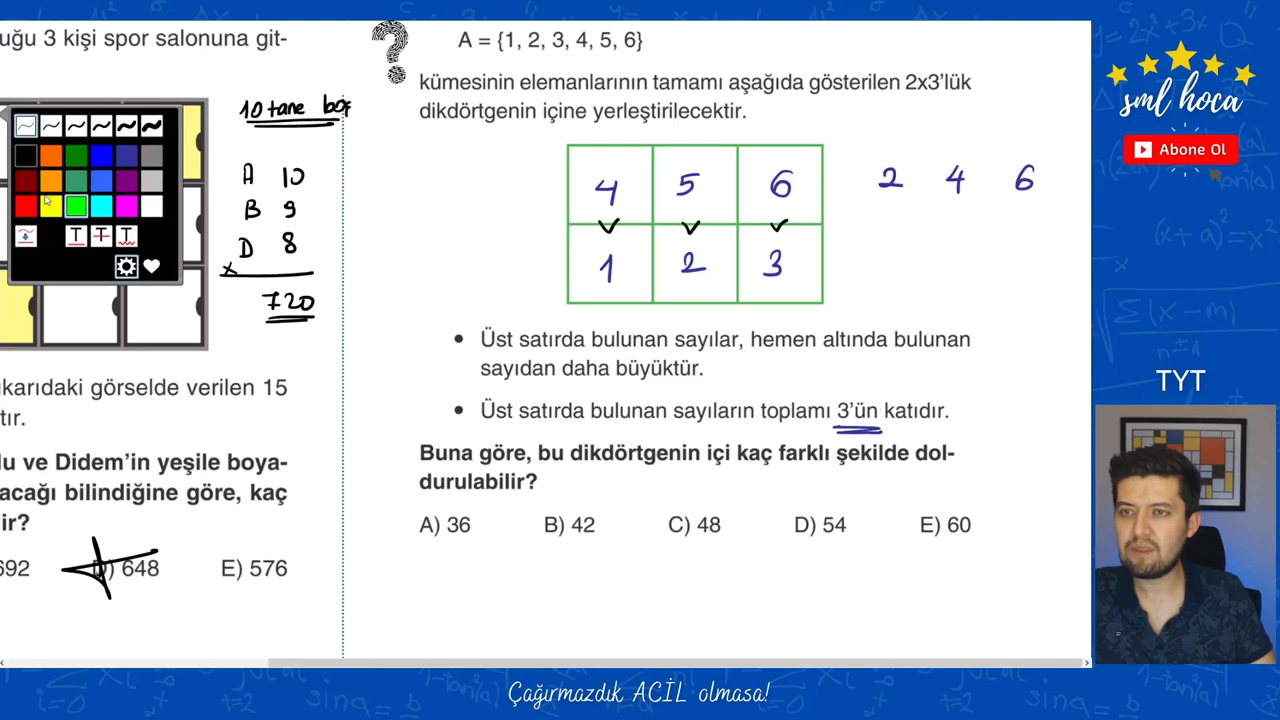 uğu 3 kişi spor salonuna git-
10 tane boş
A 10
B 9
D 8
x
720
T T T
ıkarıdaki görselde verilen 15
tır.
lu ve Didem'in yeşile boya-
acağı bilindiğine göre, kaç
ir?
692 D) 648 E) 576
?
A = {1, 2, 3, 4, 5, 6}
kümesinin elemanlarının tamamı aşağıda gösterilen 2x3'lük
dikdörtgenin içine yerleştirilecektir.
4 5 6
1 2 3
2 4 6
• Üst satırda bulunan sayılar, hemen altında bulunan
sayıdan daha büyüktür.
• Üst satırda bulunan sayıların toplamı 3'ün katıdır.
Buna göre, bu dikdörtgenin içi kaç farklı şekilde dol-
durulabilir?
A) 36 B) 42 C) 48 D) 54 E) 60
sml hoca
Abone Ol
TYT
Çağırmazdık ACİL olmasa!